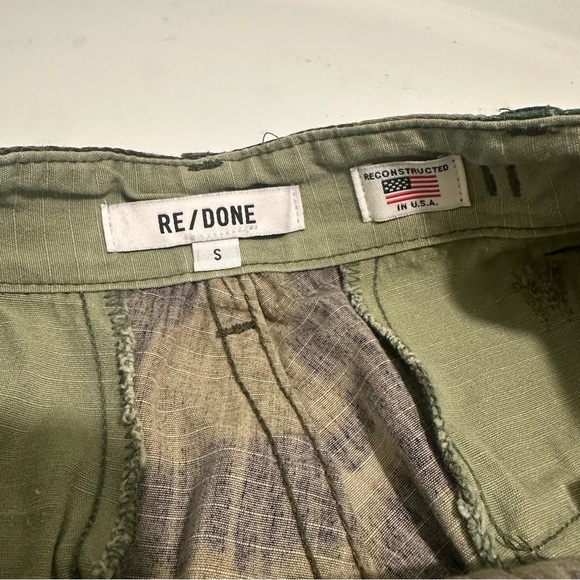 RE/DONE
S
RECONSTRUCTED
IN U.S.A.